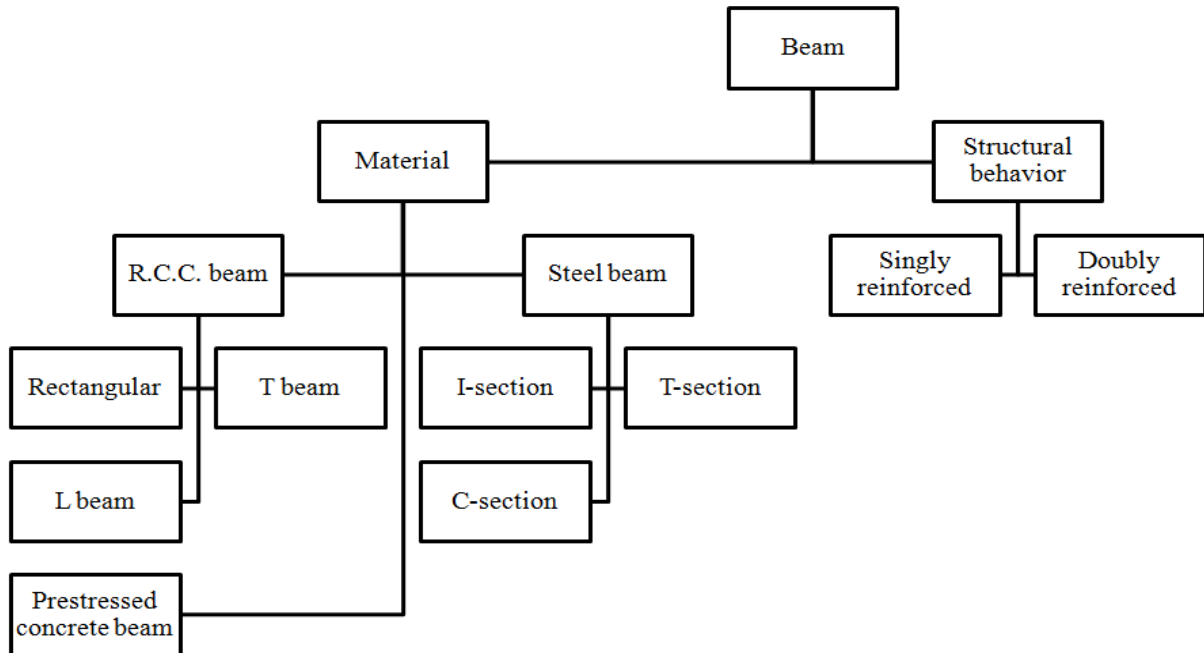 Beam
Material
Structural
behavior
R.C.C. beam
Steel beam
Singly
reinforced
Doubly
reinforced
Rectangular
T beam
I-section
T-section
L beam
C-section
Prestressed
concrete beam